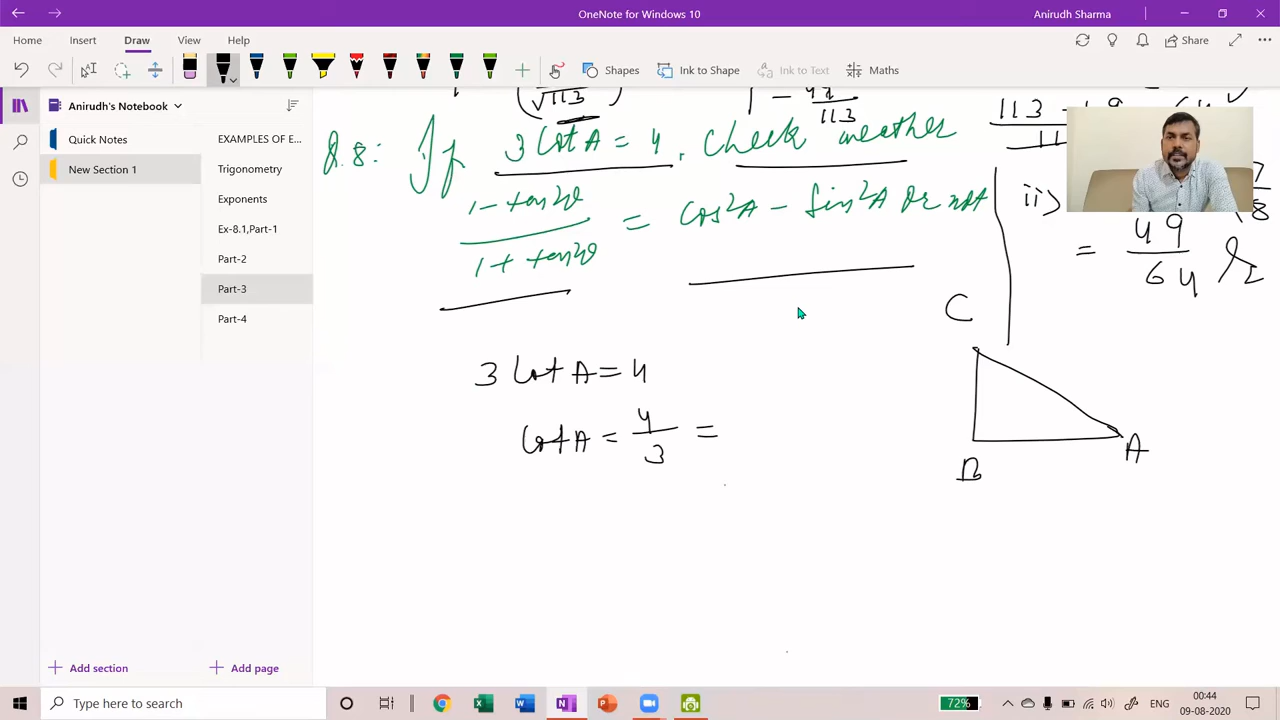 OneNote for Windows 10
Anirudh Sharma
Home Insert Draw View Help
Share
Shapes Ink to Shape Ink to Text Maths
Anirudh's Notebook
Quick Notes
New Section 1
EXAMPLES OF E...
Trigonometry
Exponents
Ex-8.1,Part-1
Part-2
Part-3
Part-4
Add section
Add page
√113
113
Q.8: If 3 cot A = 4, Check weather
1 - tan²θ
1 + tan²θ
= cos²A - sin²A Or not
ii)
= 49
64
3 cot A = 4
cot A = 4/3 =
C
B
A
Type here to search
72%
ENG
00:44
09-08-2020